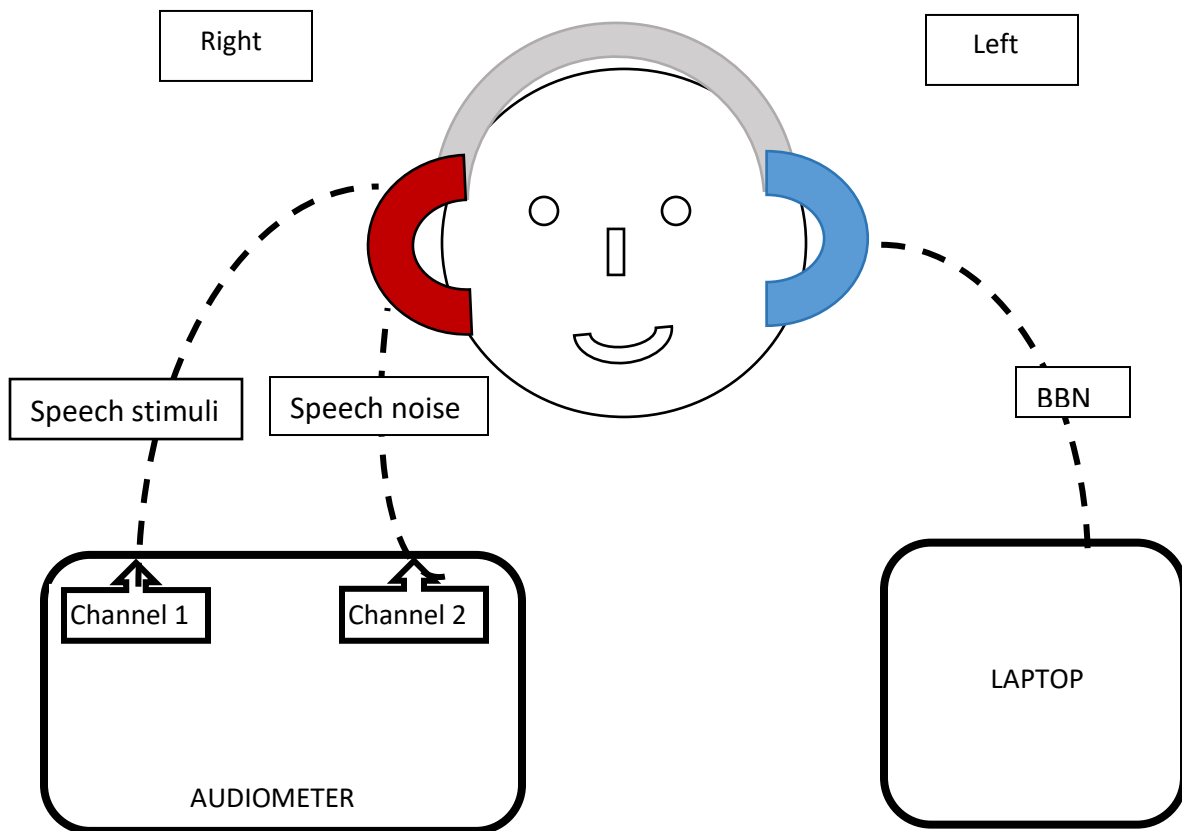 Right
Left
Speech stimuli
Speech noise
BBN
Channel 1
Channel 2
LAPTOP
AUDIOMETER